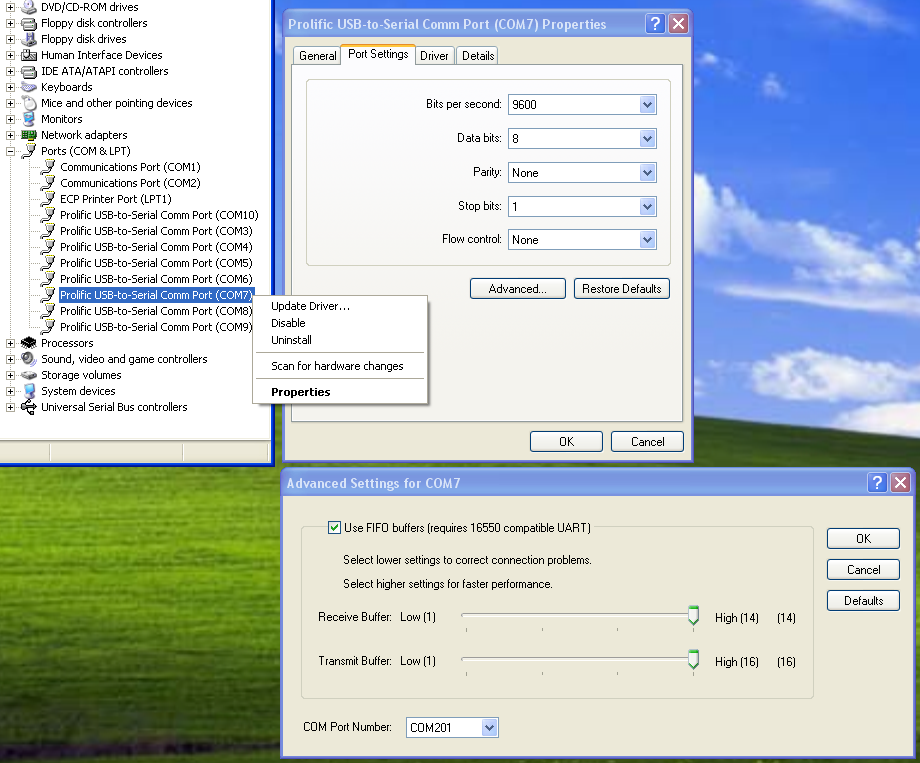 DVD/CD-ROM drives
Floppy disk controllers
Floppy disk drives
Human Interface Devices
IDE ATA/ATAPI controllers
Keyboards
Mice and other pointing devices
Monitors
Network adapters
Ports (COM & LPT)
Communications Port (COM1)
Communications Port (COM2)
ECP Printer Port (LPT1)
Prolific USB-to-Serial Comm Port (COM10)
Prolific USB-to-Serial Comm Port (COM3)
Prolific USB-to-Serial Comm Port (COM4)
Prolific USB-to-Serial Comm Port (COM5)
Prolific USB-to-Serial Comm Port (COM6)
Prolific USB-to-Serial Comm Port (COM7)
Prolific USB-to-Serial Comm Port (COM8)
Prolific USB-to-Serial Comm Port (COM9)
Processors
Sound, video and game controllers
Storage volumes
System devices
Universal Serial Bus controllers
Update Driver...
Disable
Uninstall
Scan for hardware changes
Properties
Prolific USB-to-Serial Comm Port (COM7) Properties
General Port Settings Driver Details
Bits per second: 9600
Data bits: 8
Parity: None
Stop bits: 1
Flow control: None
Advanced... Restore Defaults
OK Cancel
Advanced Settings for COM7
Use FIFO buffers (requires 16550 compatible UART)
OK
Select lower settings to correct connection problems.
Cancel
Select higher settings for faster performance.
Defaults
Receive Buffer: Low (1) High (14) (14)
Transmit Buffer: Low (1) High (16) (16)
COM Port Number: COM201